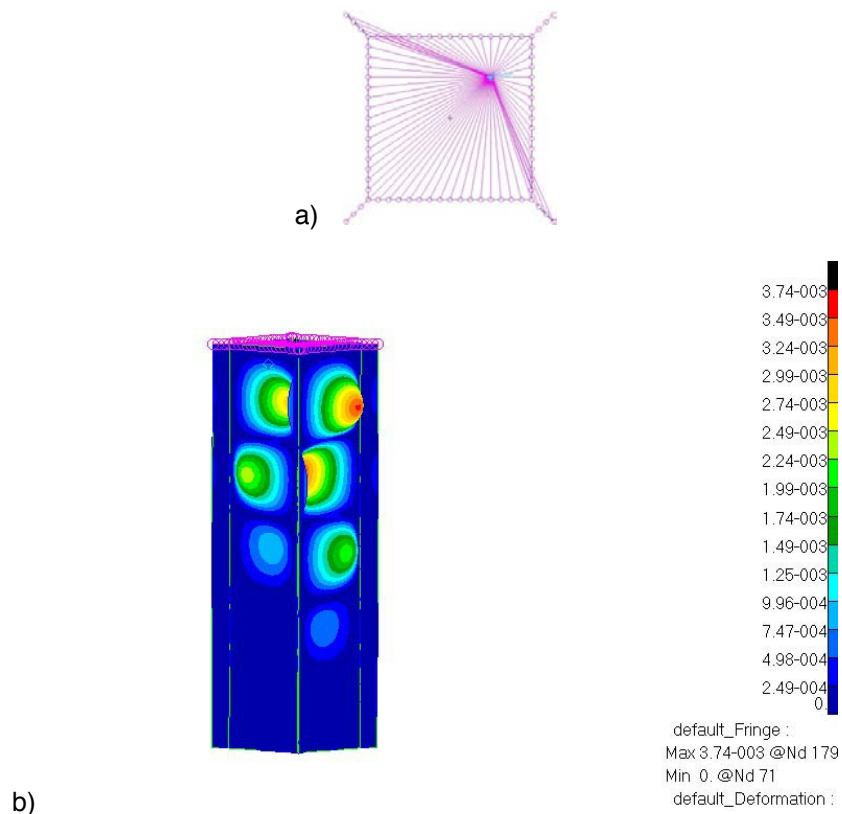 a)
3.74-003
3.49-003
3.24-003
2.99-003
2.74-003
2.49-003
2.24-003
1.99-003
1.74-003
1.49-003
1.25-003
9.96-004
7.47-004
4.98-004
2.49-004
0.
default_Fringe :
Max 3.74-003 @Nd 179
Min 0. @Nd 71
default_Deformation :
b)